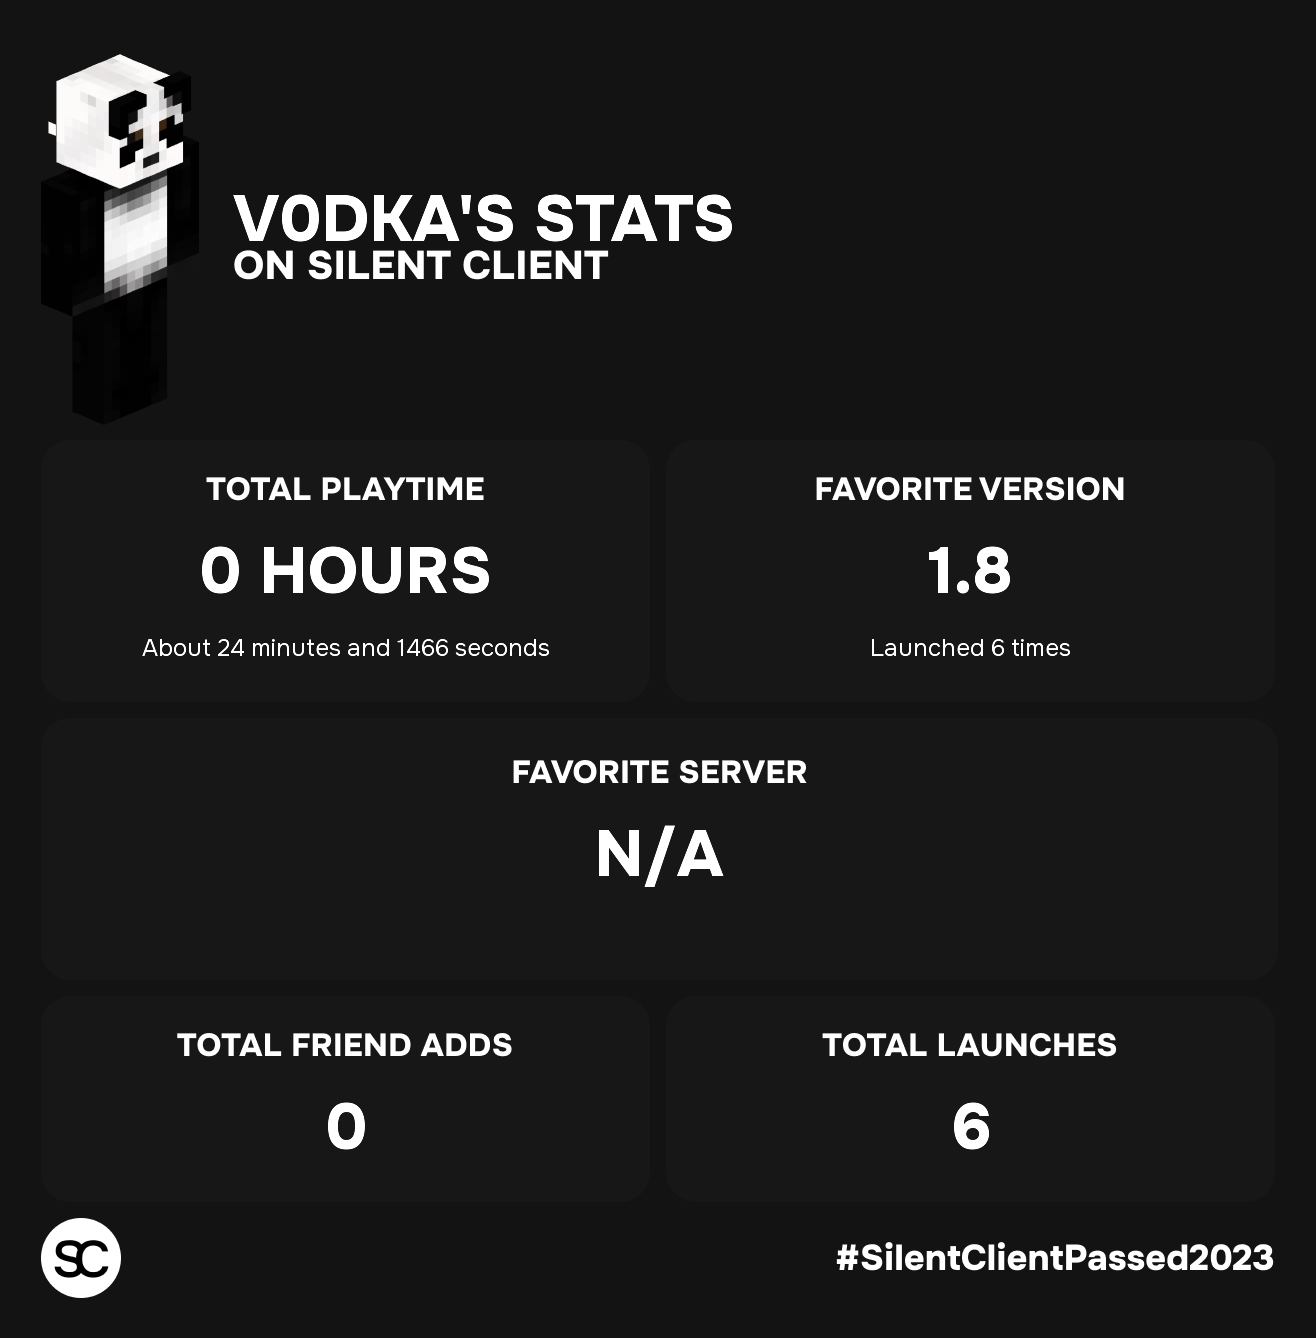 V0DKA'S STATS
ON SILENT CLIENT
TOTAL PLAYTIME
0 HOURS
About 24 minutes and 1466 seconds
FAVORITE VERSION
1.8
Launched 6 times
FAVORITE SERVER
N/A
TOTAL FRIEND ADDS
0
TOTAL LAUNCHES
6
SC
#SilentClientPassed2023